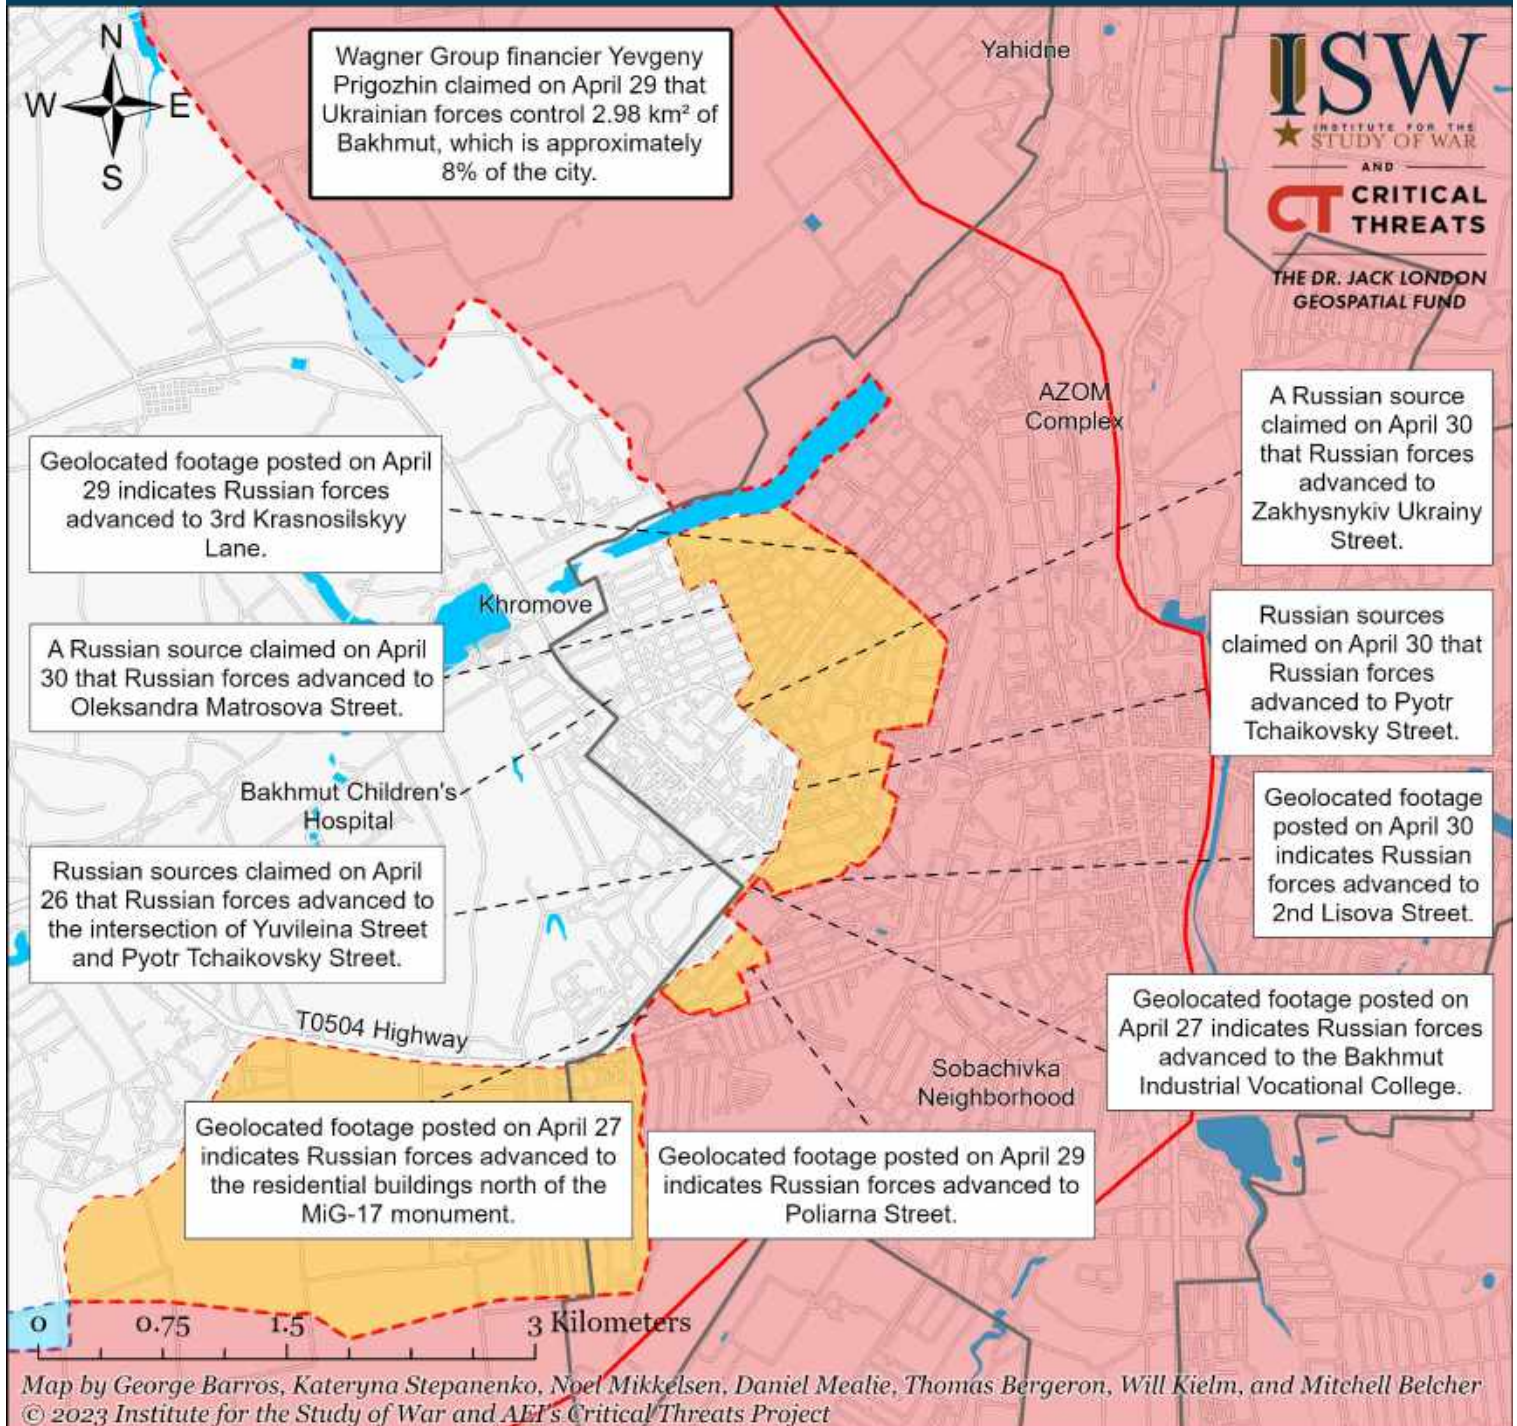 N
W
E
S
Wagner Group financier Yevgeny
Prigozhin claimed on April 29 that
Ukrainian forces control 2.98 km² of
Bakhmut, which is approximately
8% of the city.
Yahidne
ISW
INSTITUTE FOR THE
STUDY OF WAR
AND
CT CRITICAL
THREATS
THE DR. JACK LONDON
GEOSPATIAL FUND
AZOM
Complex
A Russian source
claimed on April 30
that Russian forces
advanced to
Zakhysnykiv Ukrainy
Street.
Geolocated footage posted on April
29 indicates Russian forces
advanced to 3rd Krasnosilskyy
Lane.
Khromove
Russian sources
claimed on April 30 that
Russian forces
advanced to Pyotr
Tchaikovsky Street.
A Russian source claimed on April
30 that Russian forces advanced to
Oleksandra Matrosova Street.
Bakhmut Children's
Hospital
Geolocated footage
posted on April 30
indicates Russian
forces advanced to
2nd Lisova Street.
Russian sources claimed on April
26 that Russian forces advanced to
the intersection of Yuvileina Street
and Pyotr Tchaikovsky Street.
Geolocated footage posted on
April 27 indicates Russian forces
advanced to the Bakhmut
Industrial Vocational College.
T0504 Highway
Sobachivka
Neighborhood
Geolocated footage posted on April 27
indicates Russian forces advanced to
the residential buildings north of the
MiG-17 monument.
Geolocated footage posted on April 29
indicates Russian forces advanced to
Poliarna Street.
0 0.75 1.5 3 Kilometers
Map by George Barros, Kateryna Stepanenko, Noel Mikkelsen, Daniel Mealie, Thomas Bergeron, Will Kielm, and Mitchell Belcher
© 2023 Institute for the Study of War and AEI's Critical Threats Project